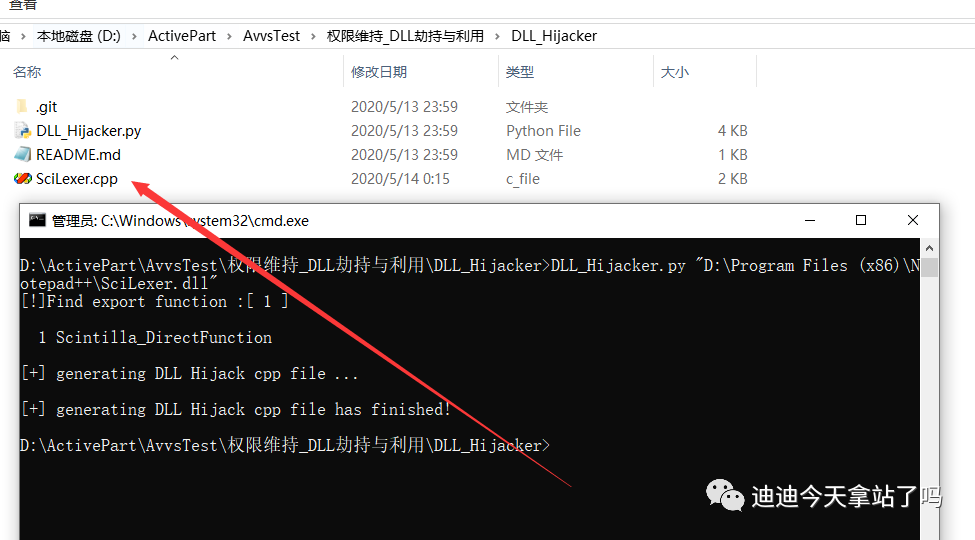 查看
脑 › 本地磁盘 (D:) › ActivePart › AvvsTest › 权限维持_DLL劫持与利用 › DLL_Hijacker
名称 修改日期 类型 大小
.git 2020/5/13 23:59 文件夹
DLL_Hijacker.py 2020/5/13 23:59 Python File 4 KB
README.md 2020/5/13 23:59 MD 文件 1 KB
SciLexer.cpp 2020/5/14 0:15 c_file 2 KB
管理员: C:\Windows\system32\cmd.exe
D:\ActivePart\AvvsTest\权限维持_DLL劫持与利用\DLL_Hijacker>DLL_Hijacker.py "D:\Program Files (x86)\N
otepad++\SciLexer.dll"
[!]Find export function :[ 1 ]
1 Scintilla_DirectFunction
[+] generating DLL Hijack cpp file ...
[+] generating DLL Hijack cpp file has finished!
D:\ActivePart\AvvsTest\权限维持_DLL劫持与利用\DLL_Hijacker>
迪迪今天拿站了吗